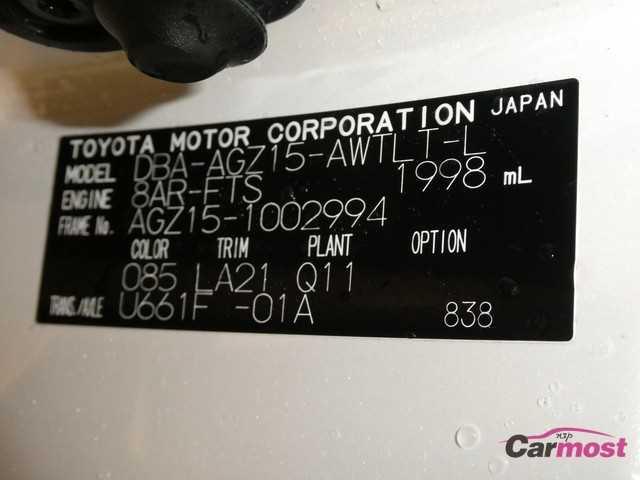 TOYOTA MOTOR CORPORATION JAPAN
MODEL DBA-AGZ15-AWTLT-L
ENGINE 8AR-FTS 1998 mL
FRAME No. AGZ15-1002994
COLOR TRIM PLANT OPTION
085 LA21 Q11
TRANS./AXLE U661F -01A 838
n3p
Carmost